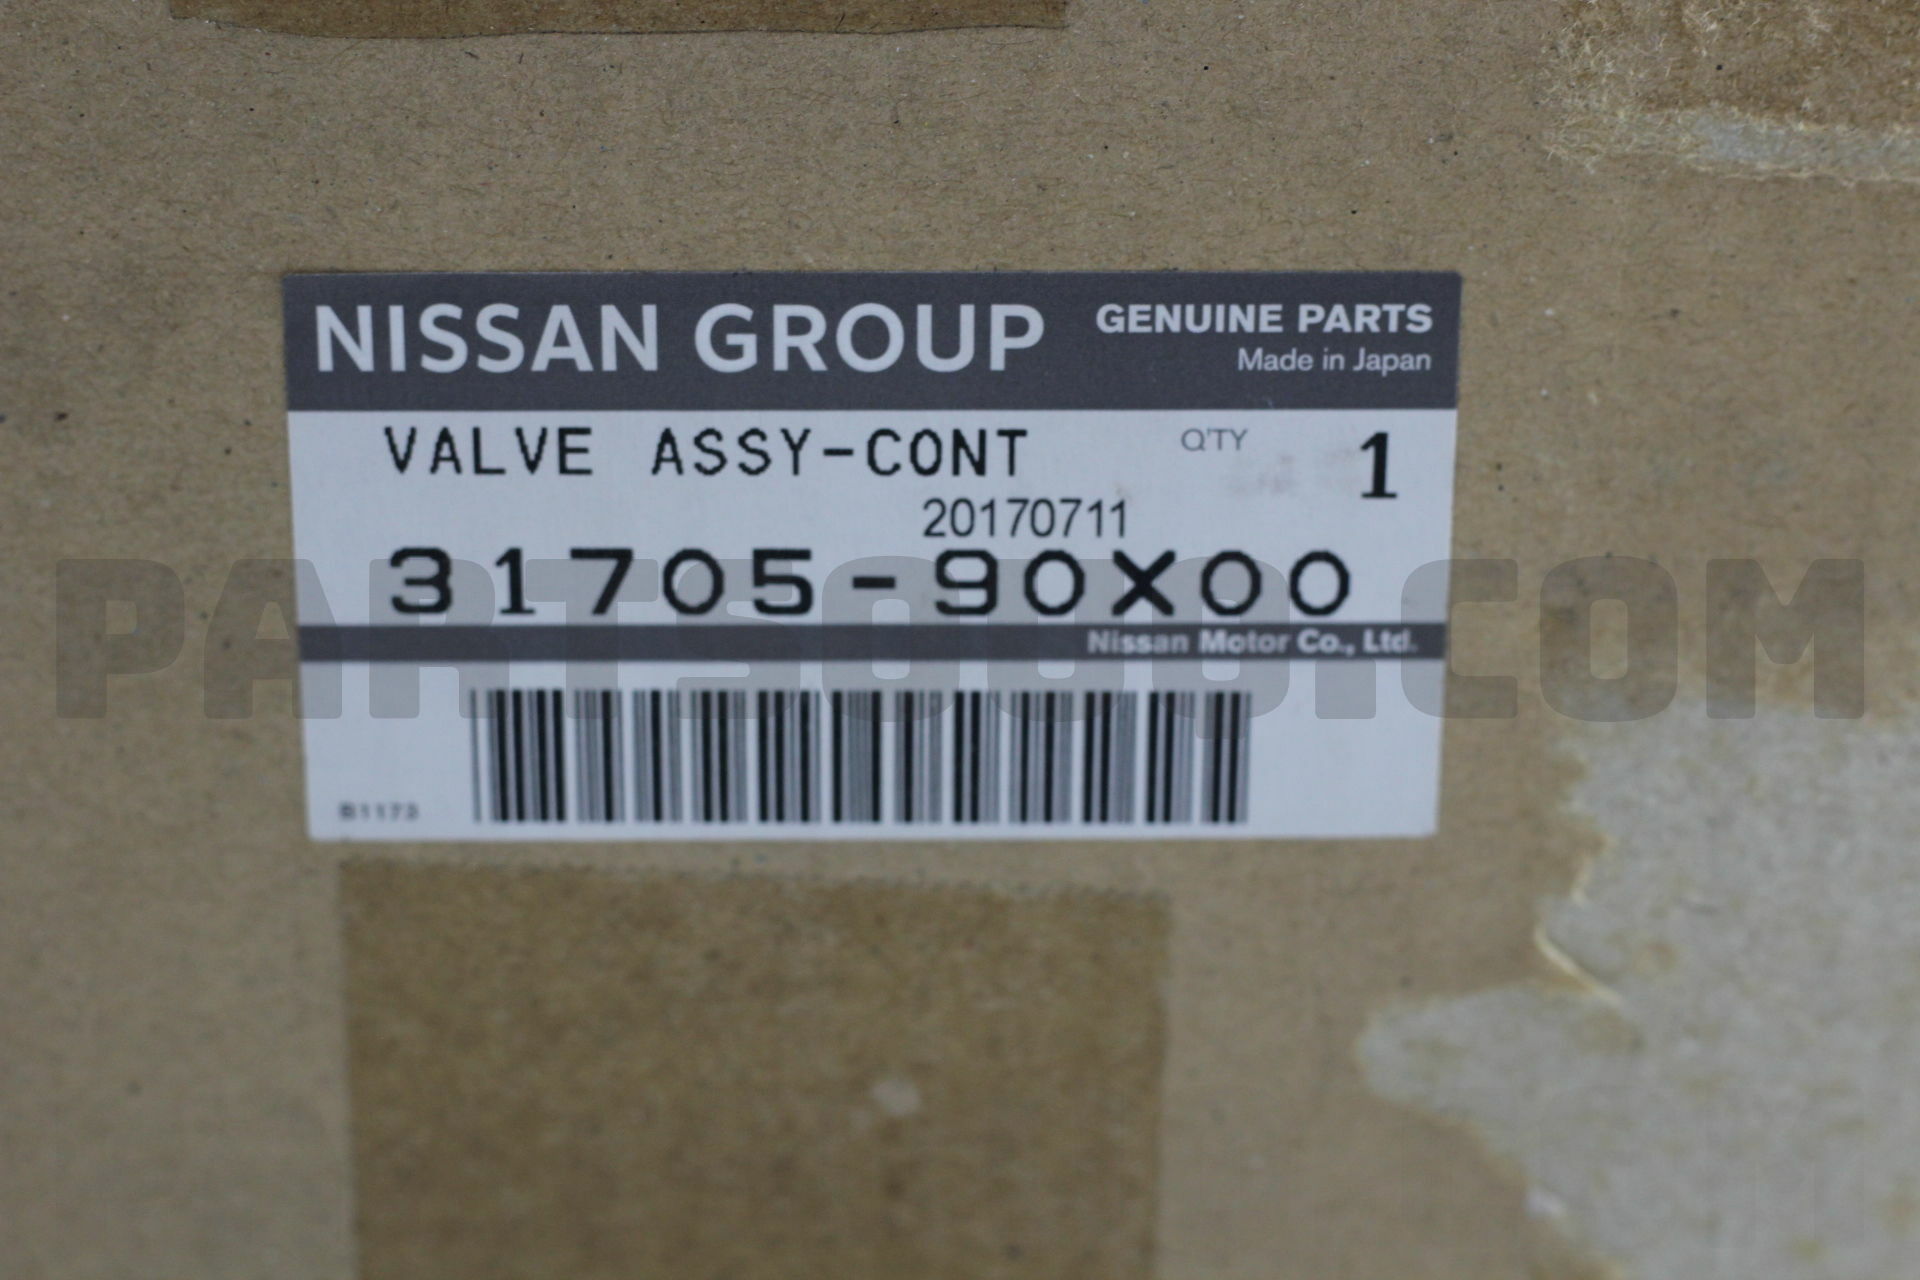 NISSAN GROUP
GENUINE PARTS
Made in Japan
VALVE ASSY-CONT
Q'TY
1
20170711
31705-90X00
Nissan Motor Co., Ltd.
B1173
PARTSOUQ.COM